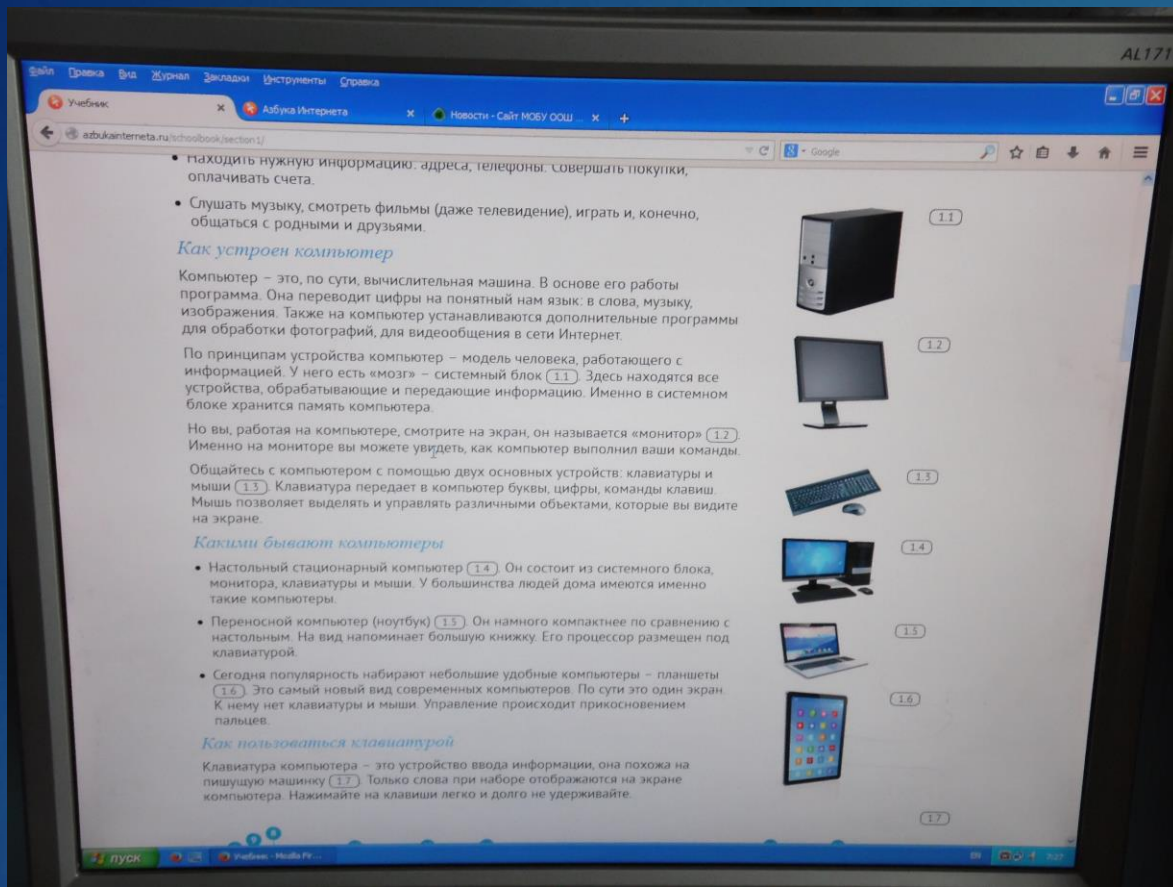 AL171
Файл Правка Вид Журнал Закладки Инструменты Справка
Учебник
Азбука Интернета
Новости - Сайт МОБУ ООШ ...
azbukainterneta.ru/schoolbook/section1/
Google
• Находить нужную информацию: адреса, телефоны. Совершать покупки,
оплачивать счета.
• Слушать музыку, смотреть фильмы (даже телевидение), играть и, конечно,
общаться с родными и друзьями.
Как устроен компьютер
Компьютер – это, по сути, вычислительная машина. В основе его работы
программа. Она переводит цифры на понятный нам язык: в слова, музыку,
изображения. Также на компьютер устанавливаются дополнительные программы
для обработки фотографий, для видеообщения в сети Интернет.
По принципам устройства компьютер – модель человека, работающего с
информацией. У него есть «мозг» – системный блок 1.1. Здесь находятся все
устройства, обрабатывающие и передающие информацию. Именно в системном
блоке хранится память компьютера.
Но вы, работая на компьютере, смотрите на экран, он называется «монитор» 1.2.
Именно на мониторе вы можете увидеть, как компьютер выполнил ваши команды.
Общайтесь с компьютером с помощью двух основных устройств: клавиатуры и
мыши 1.3. Клавиатура передает в компьютер буквы, цифры, команды клавиш.
Мышь позволяет выделять и управлять различными объектами, которые вы видите
на экране.
Какими бывают компьютеры
• Настольный стационарный компьютер 1.4. Он состоит из системного блока,
монитора, клавиатуры и мыши. У большинства людей дома имеются именно
такие компьютеры.
• Переносной компьютер (ноутбук) 1.5. Он намного компактнее по сравнению с
настольным. На вид напоминает большую книжку. Его процессор размещен под
клавиатурой.
• Сегодня популярность набирают небольшие удобные компьютеры – планшеты
1.6. Это самый новый вид современных компьютеров. По сути это один экран.
К нему нет клавиатуры и мыши. Управление происходит прикосновением
пальцев.
Как пользоваться клавиатурой
Клавиатура компьютера – это устройство ввода информации, она похожа на
пишущую машинку 1.7. Только слова при наборе отображаются на экране
компьютера. Нажимайте на клавиши легко и долго не удерживайте.
1.1
1.2
1.3
1.4
1.5
1.6
1.7
пуск
Учебник - Mozilla Fir...
EN
7:27